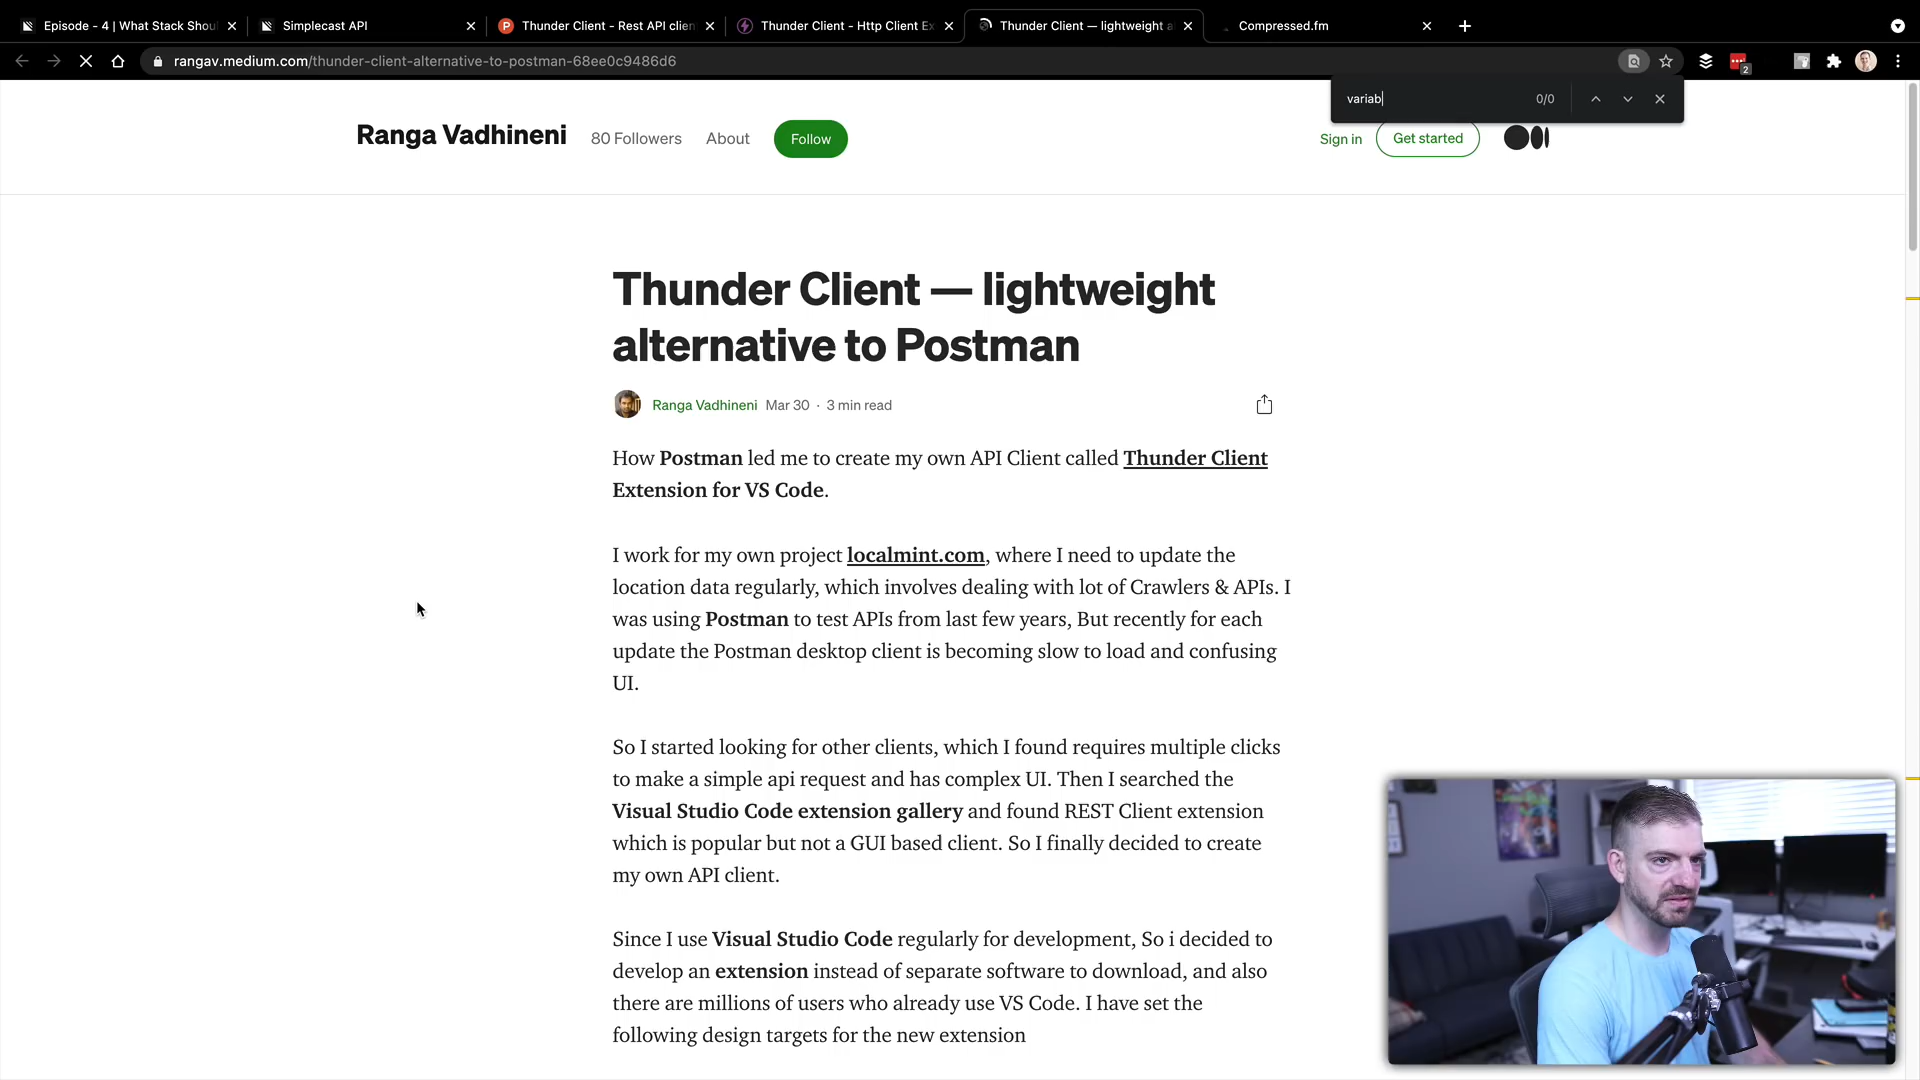 Episode - 4 | What Stack Shou
Simplecast API
Thunder Client - Rest API clien
Thunder Client - Http Client Ex
Thunder Client — lightweight a
Compressed.fm
rangav.medium.com/thunder-client-alternative-to-postman-68ee0c9486d6
2
variab
0/0
Ranga Vadhineni
80 Followers
About
Follow
Sign in
Get started
Thunder Client — lightweight
alternative to Postman
Ranga Vadhineni Mar 30 · 3 min read
How Postman led me to create my own API Client called Thunder Client
Extension for VS Code.
I work for my own project localmint.com, where I need to update the
location data regularly, which involves dealing with lot of Crawlers & APIs. I
was using Postman to test APIs from last few years, But recently for each
update the Postman desktop client is becoming slow to load and confusing
UI.
So I started looking for other clients, which I found requires multiple clicks
to make a simple api request and has complex UI. Then I searched the
Visual Studio Code extension gallery and found REST Client extension
which is popular but not a GUI based client. So I finally decided to create
my own API client.
Since I use Visual Studio Code regularly for development, So i decided to
develop an extension instead of separate software to download, and also
there are millions of users who already use VS Code. I have set the
following design targets for the new extension